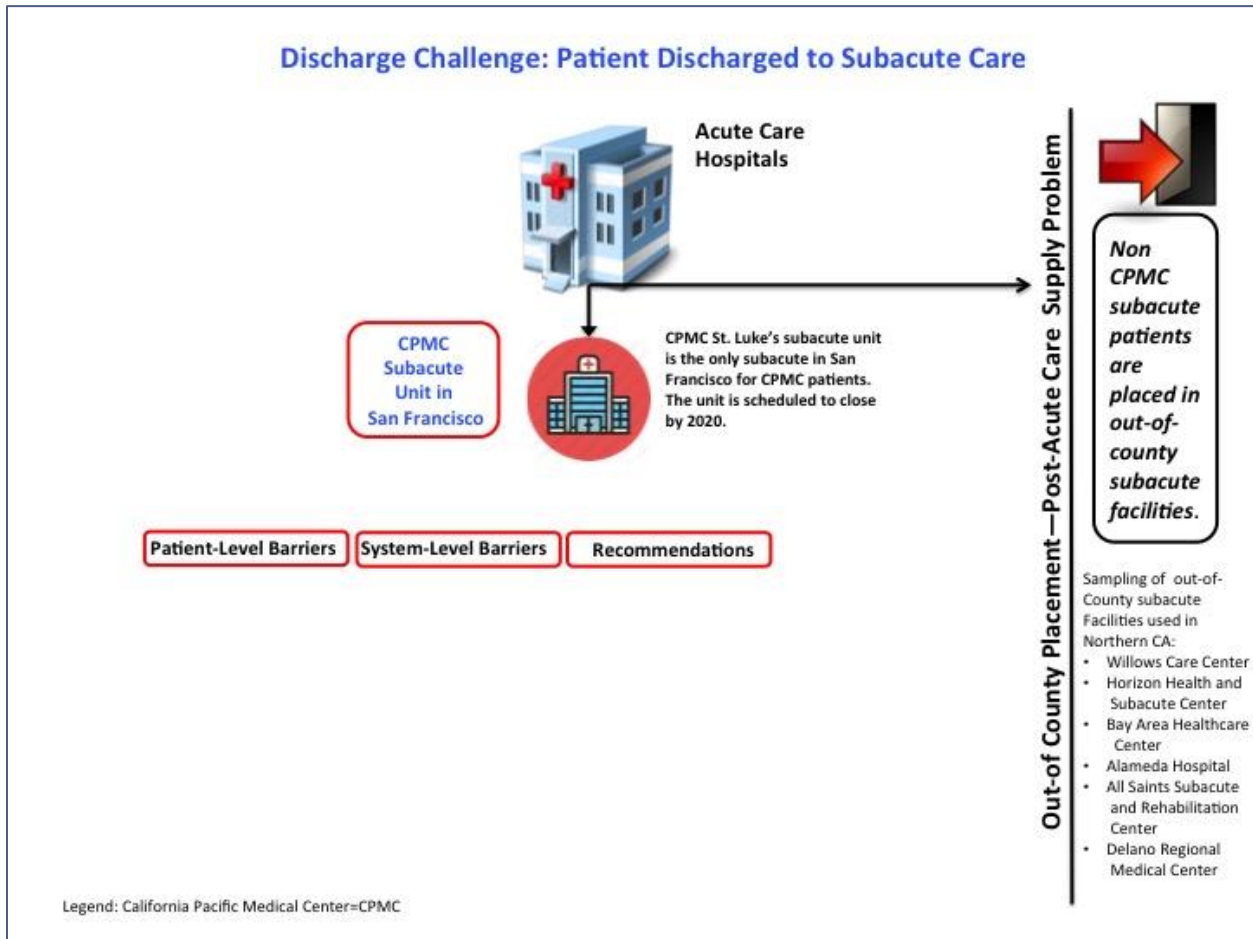 Discharge Challenge: Patient Discharged to Subacute Care
Acute Care
Hospitals
CPMC
Subacute
Unit in
San Francisco
CPMC St. Luke's subacute unit
is the only subacute in San
Francisco for CPMC patients.
The unit is scheduled to close
by 2020.
Patient-Level Barriers
System-Level Barriers
Recommendations
Out-of County Placement—Post-Acute Care Supply Problem
Non
CPMC
subacute
patients
are
placed in
out-of-
county
subacute
facilities.
Sampling of out-of-
County subacute
Facilities used in
Northern CA:
• Willows Care Center
• Horizon Health and
Subacute Center
• Bay Area Healthcare
Center
• Alameda Hospital
• All Saints Subacute
and Rehabilitation
Center
• Delano Regional
Medical Center
Legend: California Pacific Medical Center=CPMC